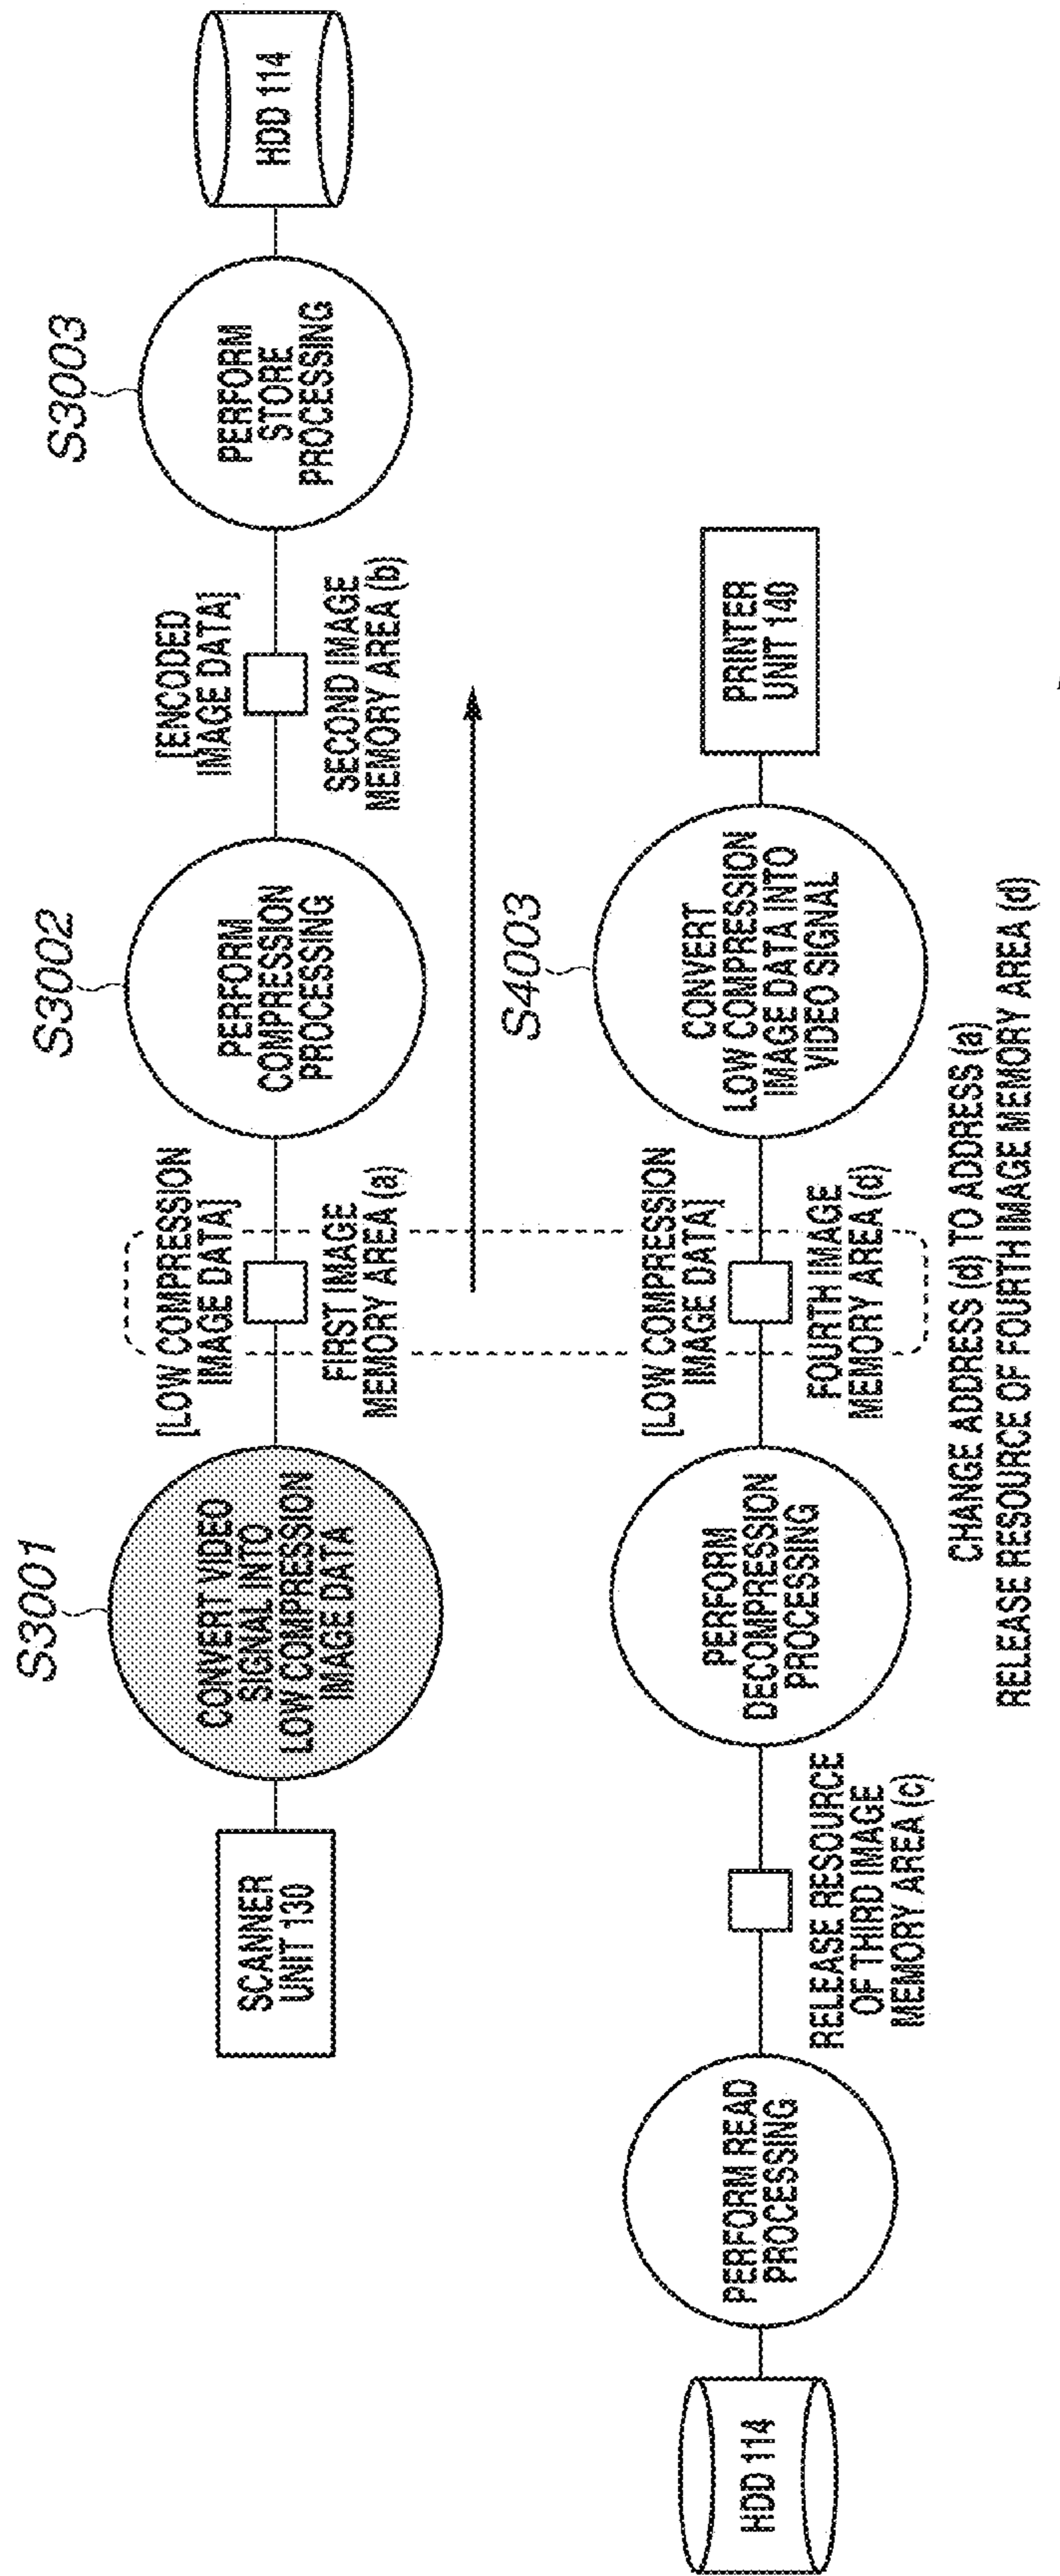 S3001
S3002
S3003
SCANNER
UNIT 130
CONVERT VIDEO
SIGNAL INTO
LOW COMPRESSION
IMAGE DATA
[LOW COMPRESSION
IMAGE DATA]
FIRST IMAGE
MEMORY AREA (a)
PERFORM
COMPRESSION
PROCESSING
[ENCODED
IMAGE DATA]
SECOND IMAGE
MEMORY AREA (b)
PERFORM
STORE
PROCESSING
HDD 114
S4003
HDD 114
PERFORM READ
PROCESSING
RELEASE RESOURCE
OF THIRD IMAGE
MEMORY AREA (c)
PERFORM
DECOMPRESSION
PROCESSING
[LOW COMPRESSION
IMAGE DATA]
FOURTH IMAGE
MEMORY AREA (d)
CONVERT
LOW COMPRESSION
IMAGE DATA INTO
VIDEO SIGNAL
PRINTER
UNIT 140
CHANGE ADDRESS (d) TO ADDRESS (a)
RELEASE RESOURCE OF FOURTH IMAGE MEMORY AREA (d)